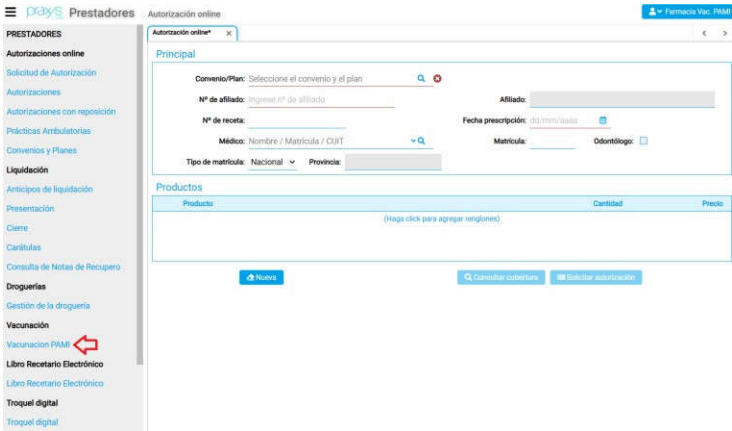 praxys Prestadores
Autorización online
Farmacia Vac. PAMI
PRESTADORES
Autorizaciones online
Solicitud de Autorización
Autorizaciones
Autorizaciones con reposición
Prácticas Ambulatorias
Convenios y Planes
Liquidación
Anticipos de liquidación
Presentación
Cierre
Carátulas
Consulta de Notas de Recupero
Droguerías
Gestión de la droguería
Vacunación
Vacunacion PAMI
Libro Recetario Electrónico
Libro Recetario Electrónico
Troquel digital
Troquel digital
Autorización online* x
Principal
Convenio/Plan: Seleccione el convenio y el plan
Nº de afiliado: Ingrese nº de afiliado Afiliado:
Nº de receta: Fecha prescripción: dd/mm/aaaa
Médico: Nombre / Matrícula / CUIT Matrícula: Odontólogo:
Tipo de matrícula: Nacional Provincia:
Productos
Producto Cantidad Precio
(Haga click para agregar renglones)
Nueva Consultar cobertura Solicitar autorización